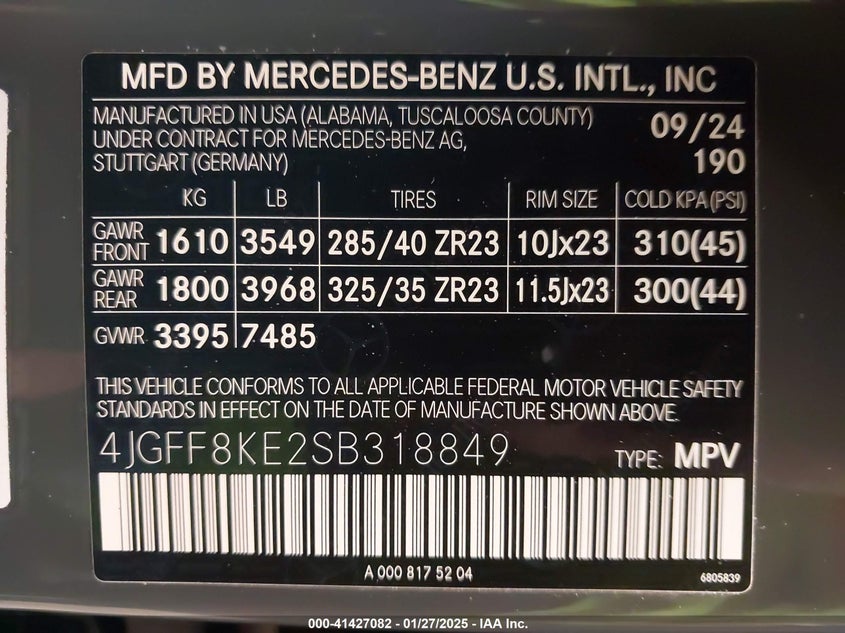 MFD BY MERCEDES-BENZ U.S. INTL., INC
MANUFACTURED IN USA (ALABAMA, TUSCALOOSA COUNTY)
UNDER CONTRACT FOR MERCEDES-BENZ AG,
STUTTGART (GERMANY)
09/24
190
KG LB TIRES RIM SIZE COLD KPA (PSI)
GAWR FRONT 1610 3549 285/40 ZR23 10Jx23 310(45)
GAWR REAR 1800 3968 325/35 ZR23 11.5Jx23 300(44)
GVWR 3395 7485
THIS VEHICLE CONFORMS TO ALL APPLICABLE FEDERAL MOTOR VEHICLE SAFETY
STANDARDS IN EFFECT ON THE DATE OF MANUFACTURE SHOWN ABOVE.
4JGFF8KE2SB318849 TYPE: MPV
A 000 817 52 04
6805839
000-41427082 - 01/27/2025 - IAA Inc.